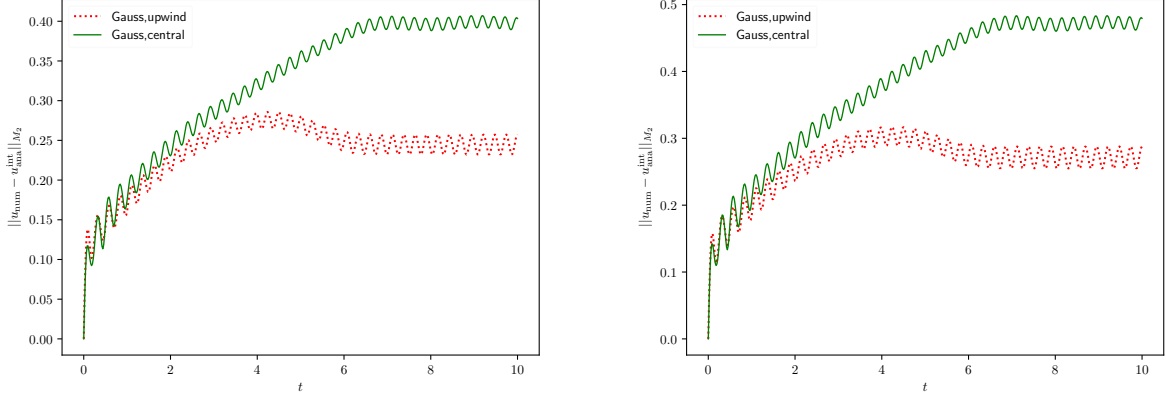 Gauss,upwind
Gauss,central
0.40
0.35
0.30
0.25
0.20
0.15
0.10
0.05
0.00
||u_num − u_ana^int||_M₂
0 2 4 6 8 10
t
Gauss,upwind
Gauss,central
0.5
0.4
0.3
0.2
0.1
0.0
||u_num − u_ana^int||_M₂
0 2 4 6 8 10
t